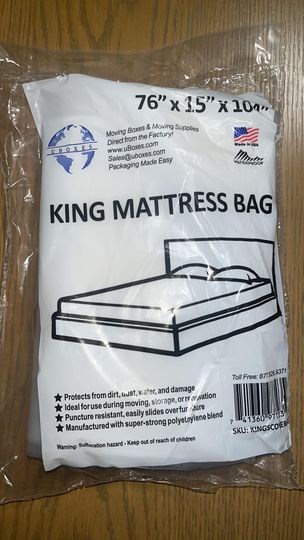 76" x 15" x 104"
UBOXES
Moving Boxes & Moving Supplies
Direct from the Factory!
www.uBoxes.com
Sales@uboxes.com
Packaging Made Easy
Made in USA
WATERPROOF
KING MATTRESS BAG
Toll Free:
★ Protects from dirt, dust, water, and damage
★ Ideal for use during moving, storage, or renovation
★ Puncture resistant, easily slides over furniture
★ Manufactured with super-strong polyethylene blend
Warning: Suffocation hazard - Keep out of reach of children
SKU: